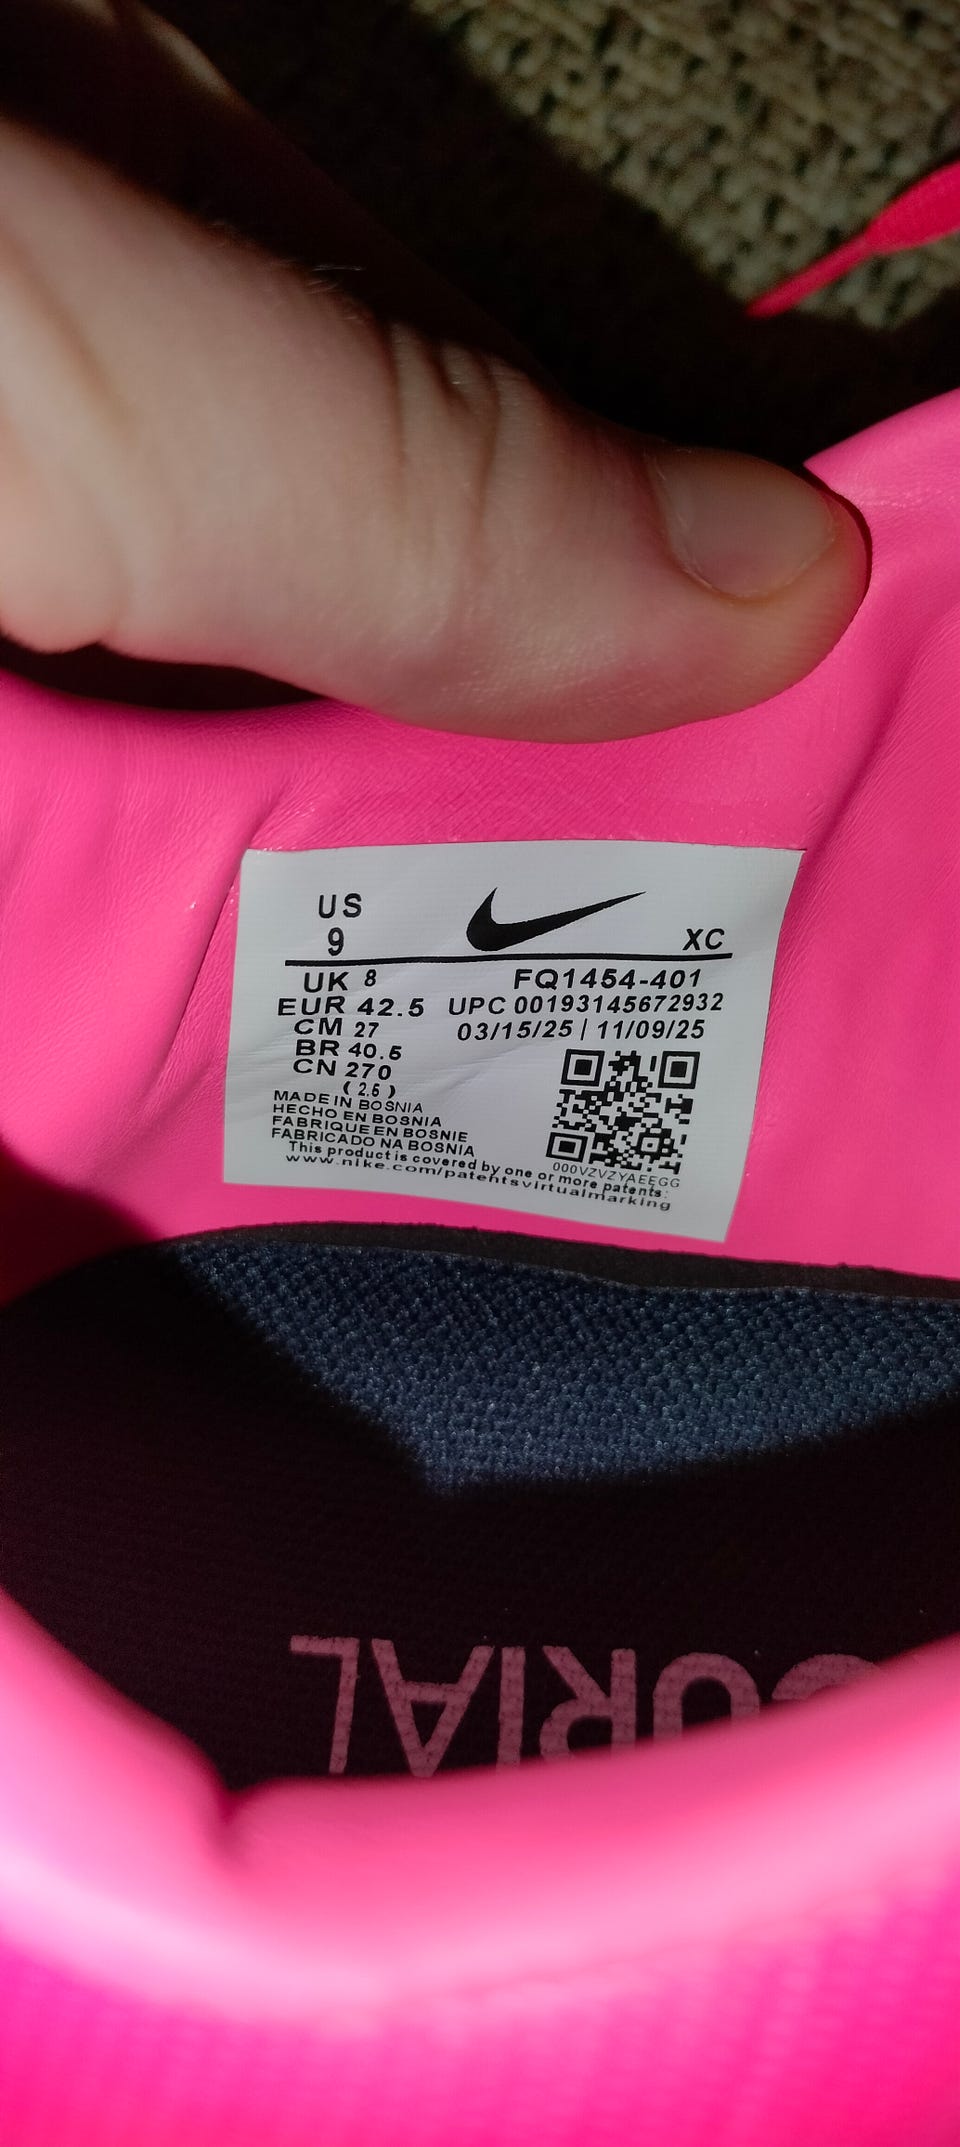 US
9
XC
UK 8
FQ1454-401
EUR 42.5
UPC 00193145672932
CM 27
03/15/25 | 11/09/25
BR 40.5
CN 270
(2.5)
MADE IN BOSNIA
HECHO EN BOSNIA
FABRIQUE EN BOSNIE
FABRICADO NA BOSNIA
000VZVZYAEEGG
This product is covered by one or more patents:
www.nike.com/patentsvirtualmarking